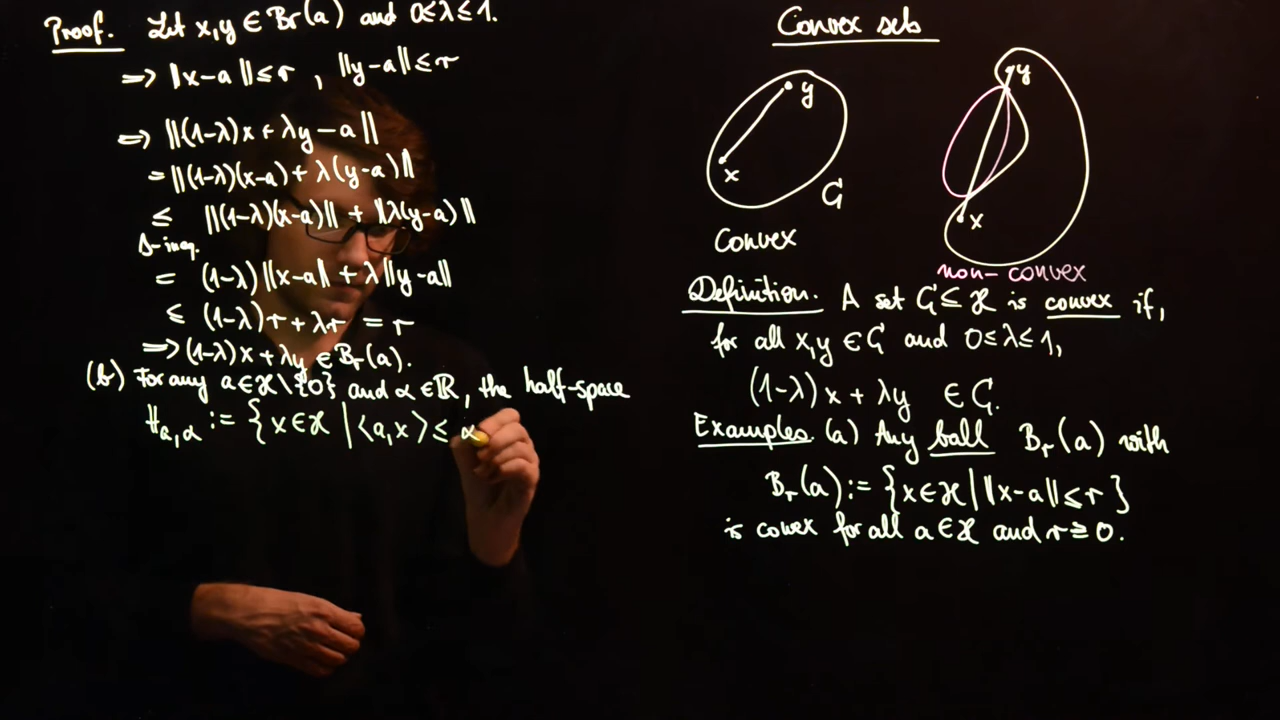 Proof. Let x,y ∈ Br(a) and 0≤λ≤1.
⇒ ||x-a||≤r , ||y-a||≤r
⇒ ||(1-λ)x+λy-a||
= ||(1-λ)(x-a)+λ(y-a)||
≤ ||(1-λ)(x-a)|| + ||λ(y-a)||
Δ-ineq.
= (1-λ)||x-a|| + λ||y-a||
≤ (1-λ)r+λr = r
⇒ (1-λ)x+λy ∈ Br(a).
(b) For any a∈ℋ\{0} and α∈ℝ, the half-space
H a,α := {x∈ℋ | ⟨a,x⟩ ≤ α
Convex sets
y
x
C
Convex
y
x
non-convex
Definition. A set C⊆ℋ is convex if,
for all x,y ∈ C and 0≤λ≤1,
(1-λ)x + λy ∈ C.
Examples. (a) Any ball Br(a) with
Br(a) := {x∈ℋ | ||x-a||≤r}
is covex for all a∈ℋ and r≥0.